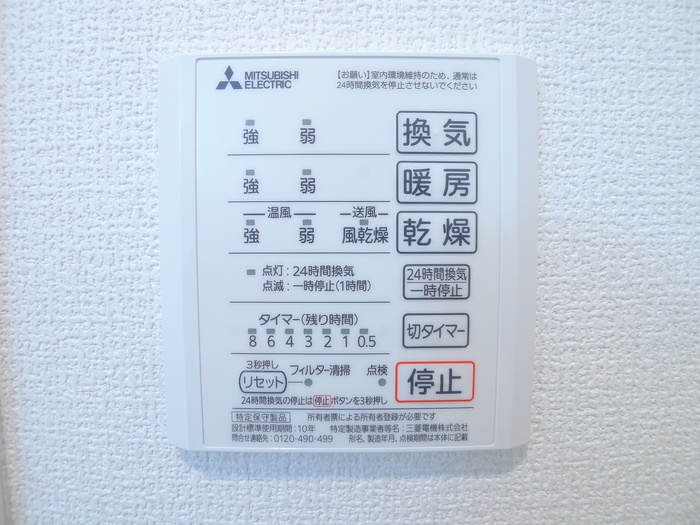 MITSUBISHI
ELECTRIC
【お願い】室内環境維持のため、通常は
24時間換気を停止させないでください
強 弱 換気
強 弱 暖房
温風 送風
強 弱 風乾燥 乾燥
点灯：24時間換気
点滅：一時停止(1時間)
24時間換気
一時停止
タイマー(残り時間)
8 6 4 3 2 1 0.5
切タイマー
3秒押し
リセット フィルター清掃 点検
停止
24時間換気の停止は停止ボタンを3秒押し
特定保守製品 所有者票による所有者登録が必要です
設計標準使用期間：10年 特定製造事業者等名：三菱電機株式会社
問合せ連絡先：0120-490-499 形名、製造年月、点検期間は本体に記載